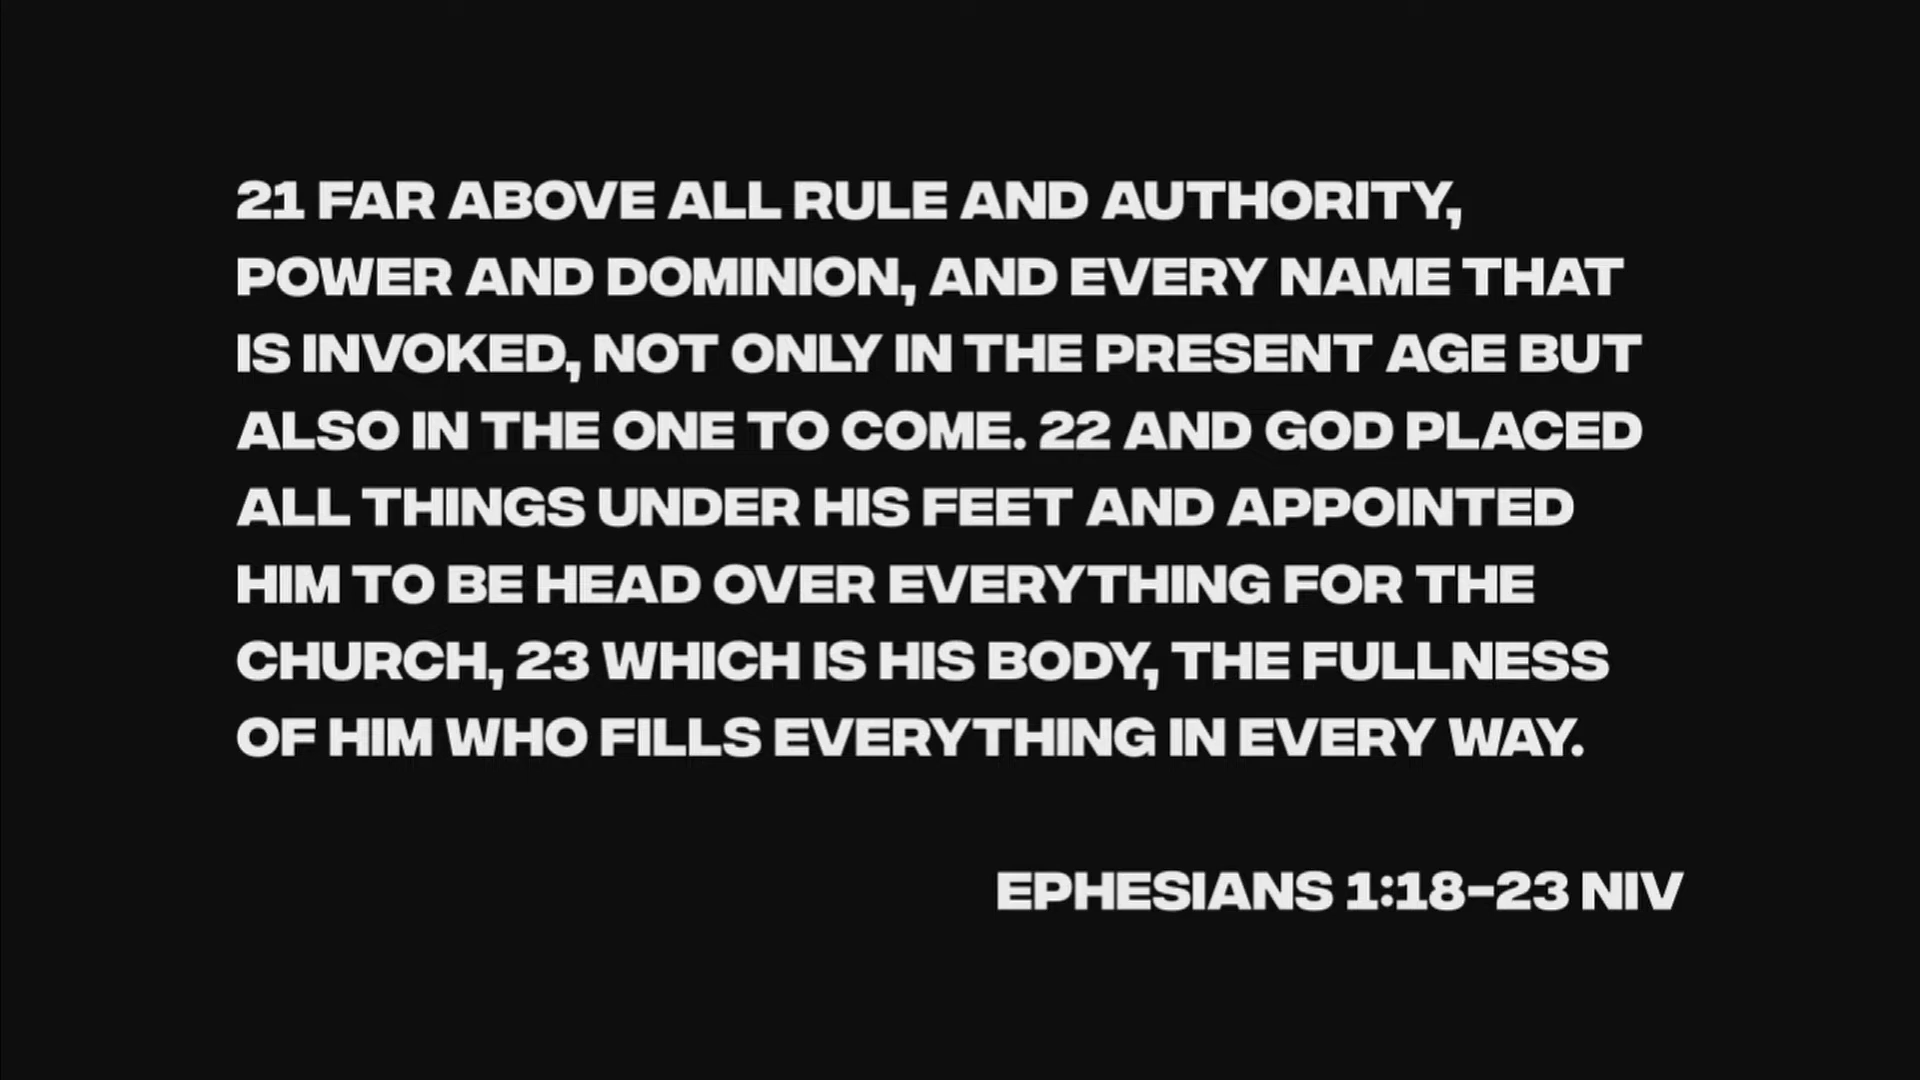 21 FAR ABOVE ALL RULE AND AUTHORITY,
POWER AND DOMINION, AND EVERY NAME THAT
IS INVOKED, NOT ONLY IN THE PRESENT AGE BUT
ALSO IN THE ONE TO COME. 22 AND GOD PLACED
ALL THINGS UNDER HIS FEET AND APPOINTED
HIM TO BE HEAD OVER EVERYTHING FOR THE
CHURCH, 23 WHICH IS HIS BODY, THE FULLNESS
OF HIM WHO FILLS EVERYTHING IN EVERY WAY.
EPHESIANS 1:18-23 NIV